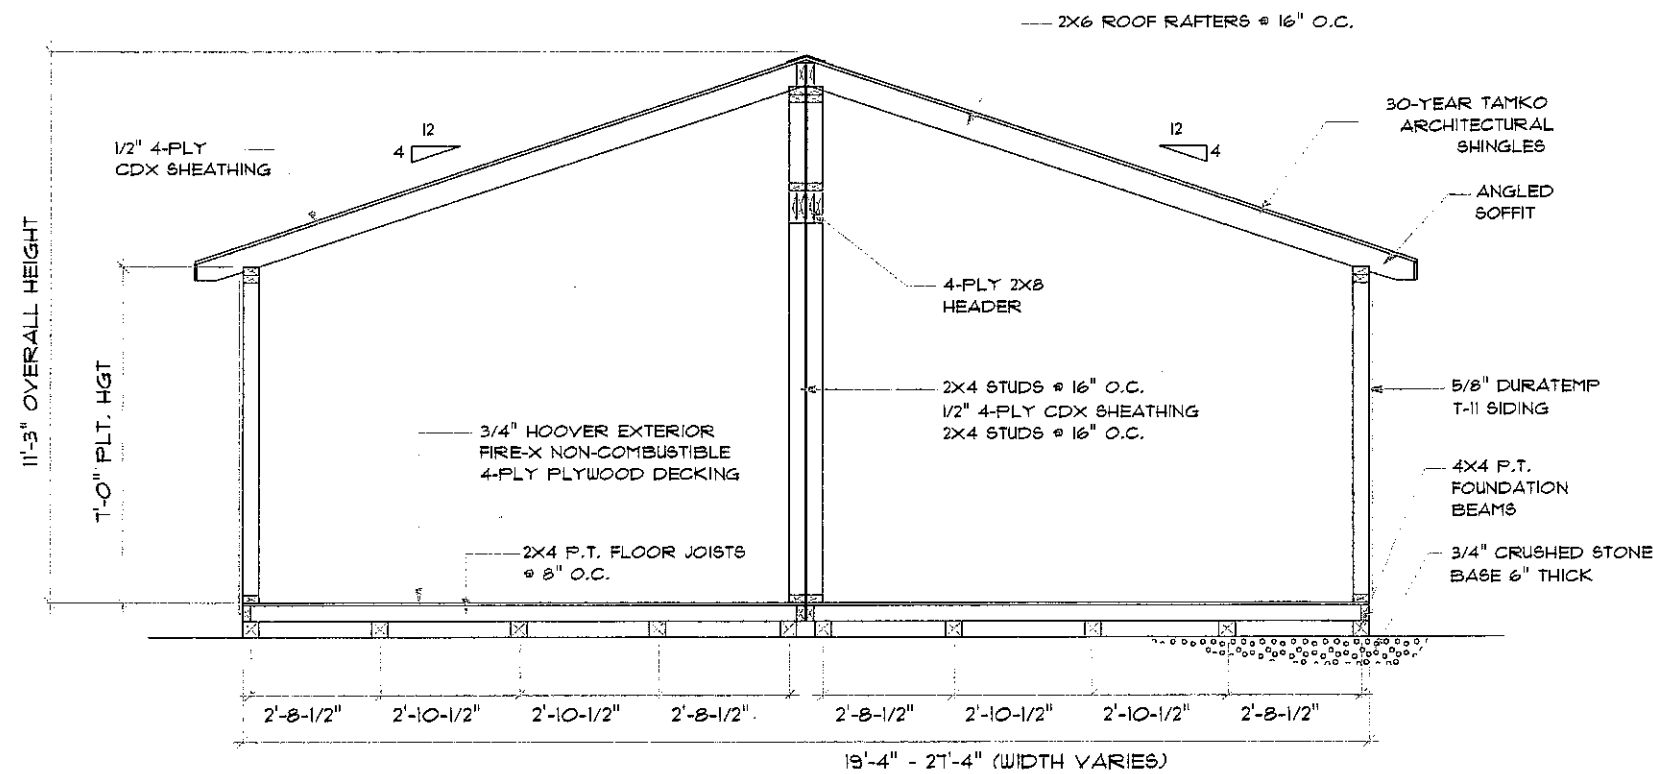 2X6 ROOF RAFTERS @ 16" O.C.
30-YEAR TAMKO
ARCHITECTURAL
SHINGLES
12
4
12
4
1/2" 4-PLY
CDX SHEATHING
ANGLED
SOFFIT
11'-3" OVERALL HEIGHT
7'-0" PLT. HGT
4-PLY 2X8
HEADER
2X4 STUDS @ 16" O.C.
1/2" 4-PLY CDX SHEATHING
2X4 STUDS @ 16" O.C.
5/8" DURATEMP
T-11 SIDING
3/4" HOOVER EXTERIOR
FIRE-X NON-COMBUSTIBLE
4-PLY PLYWOOD DECKING
4X4 P.T.
FOUNDATION
BEAMS
2X4 P.T. FLOOR JOISTS
@ 8" O.C.
3/4" CRUSHED STONE
BASE 6" THICK
2'-8-1/2"
2'-10-1/2"
2'-10-1/2"
2'-8-1/2"
2'-8-1/2"
2'-10-1/2"
2'-10-1/2"
2'-8-1/2"
19'-4" - 27'-4" (WIDTH VARIES)